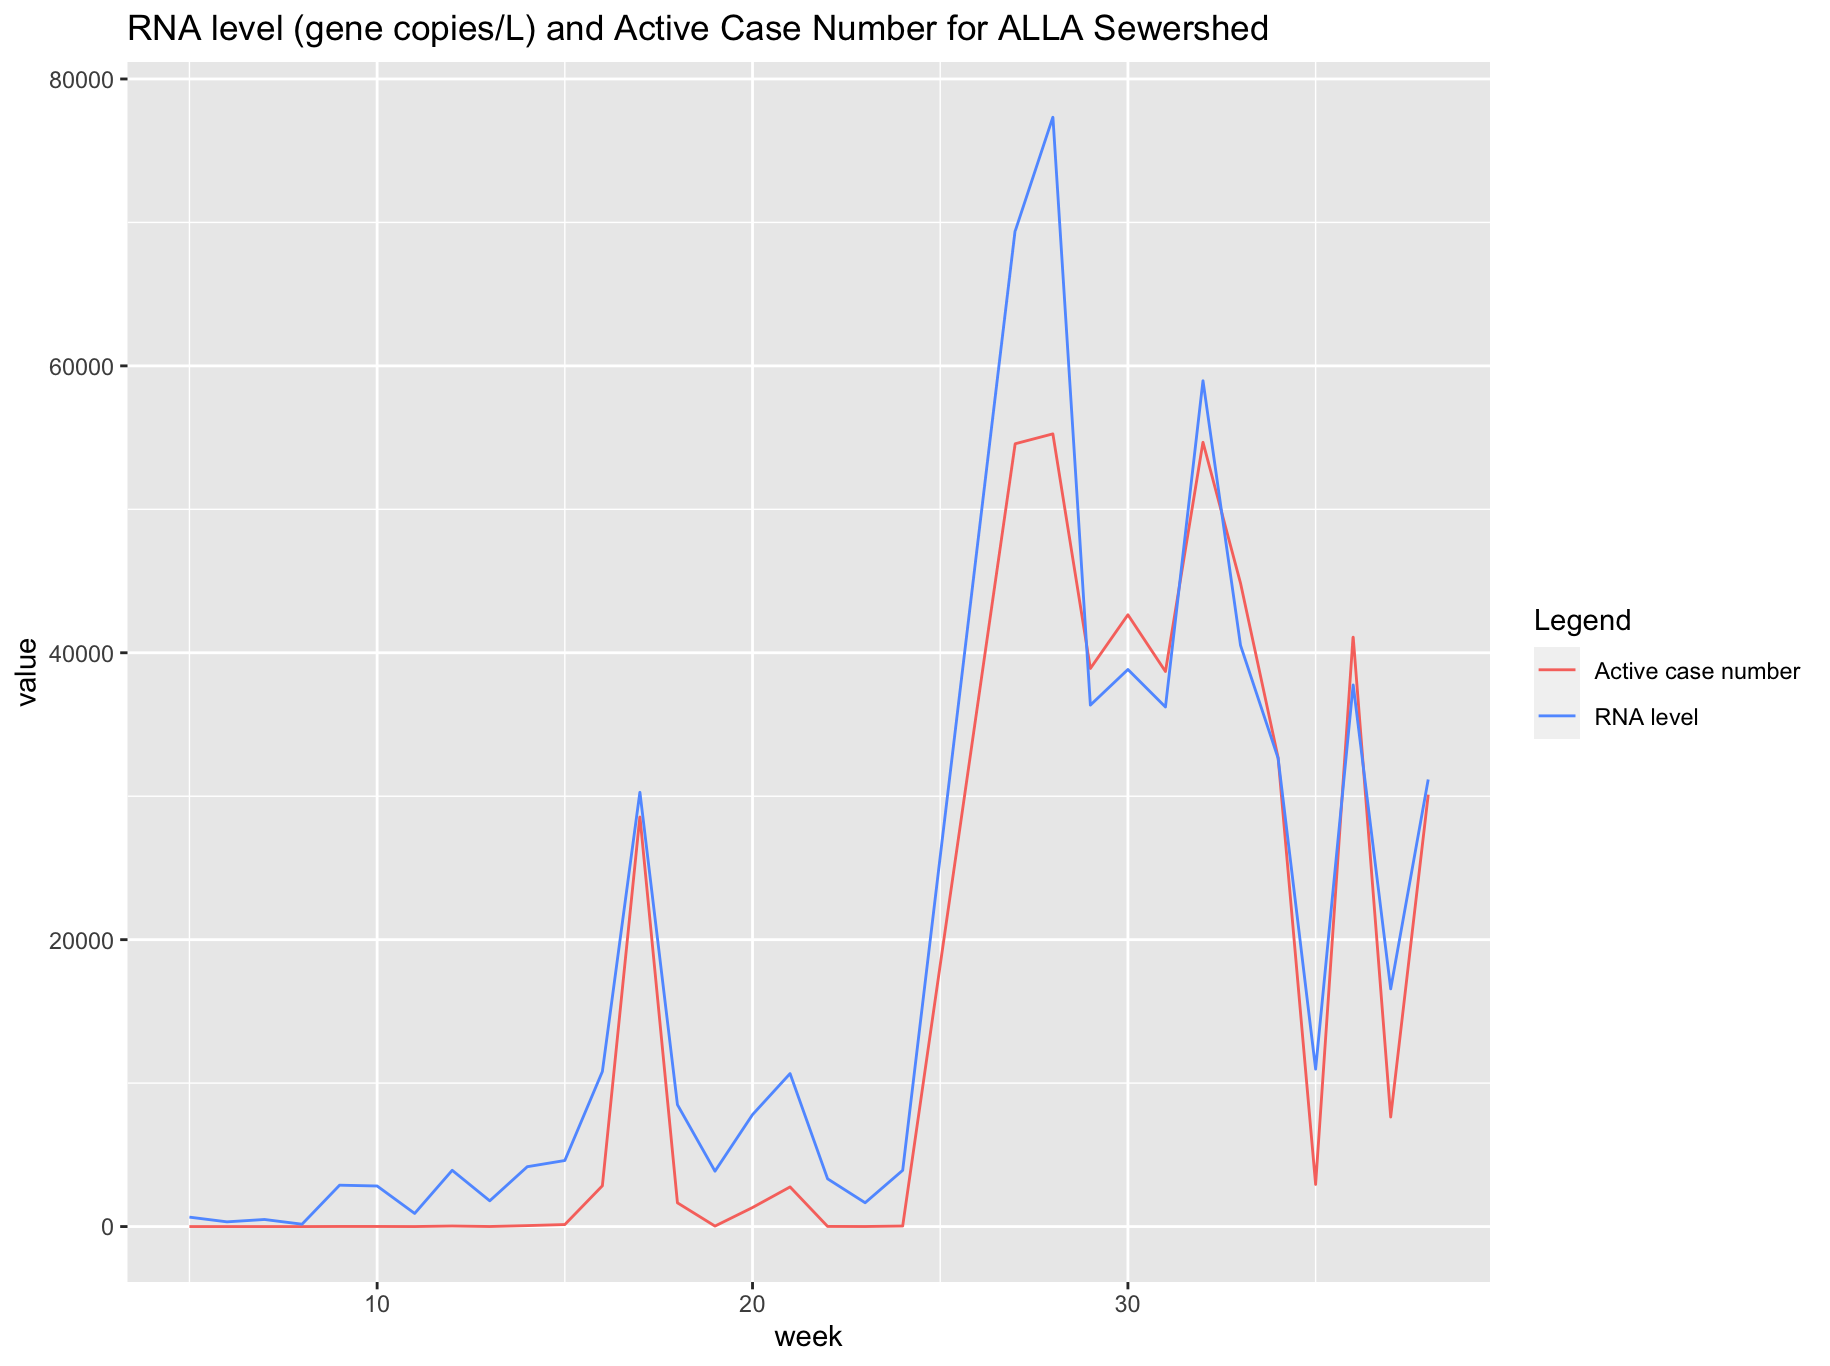 RNA level (gene copies/L) and Active Case Number for ALLA Sewershed
80000
60000
40000
20000
0
value
10
20
30
week
Legend
Active case number
RNA level